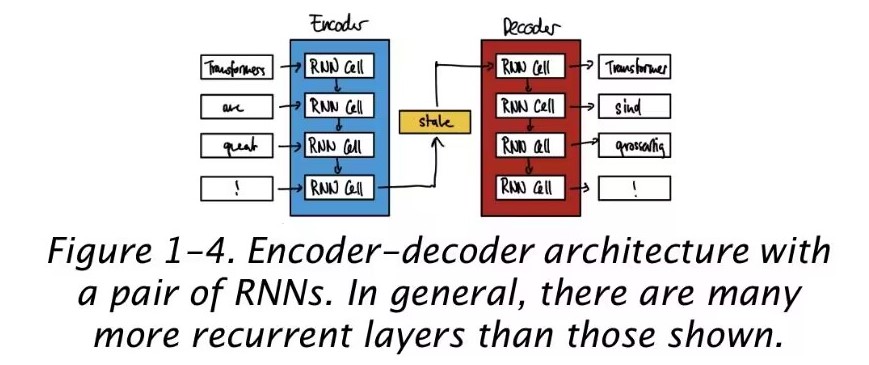 Encoder
Decoder
Transformers
RNN Cell
RNN Cell
Transformer
are
RNN Cell
state
RNN Cell
sind
great
RNN Cell
RNN Cell
grossartig
!
RNN Cell
RNN Cell
!
Figure 1-4. Encoder-decoder architecture with
a pair of RNNs. In general, there are many
more recurrent layers than those shown.